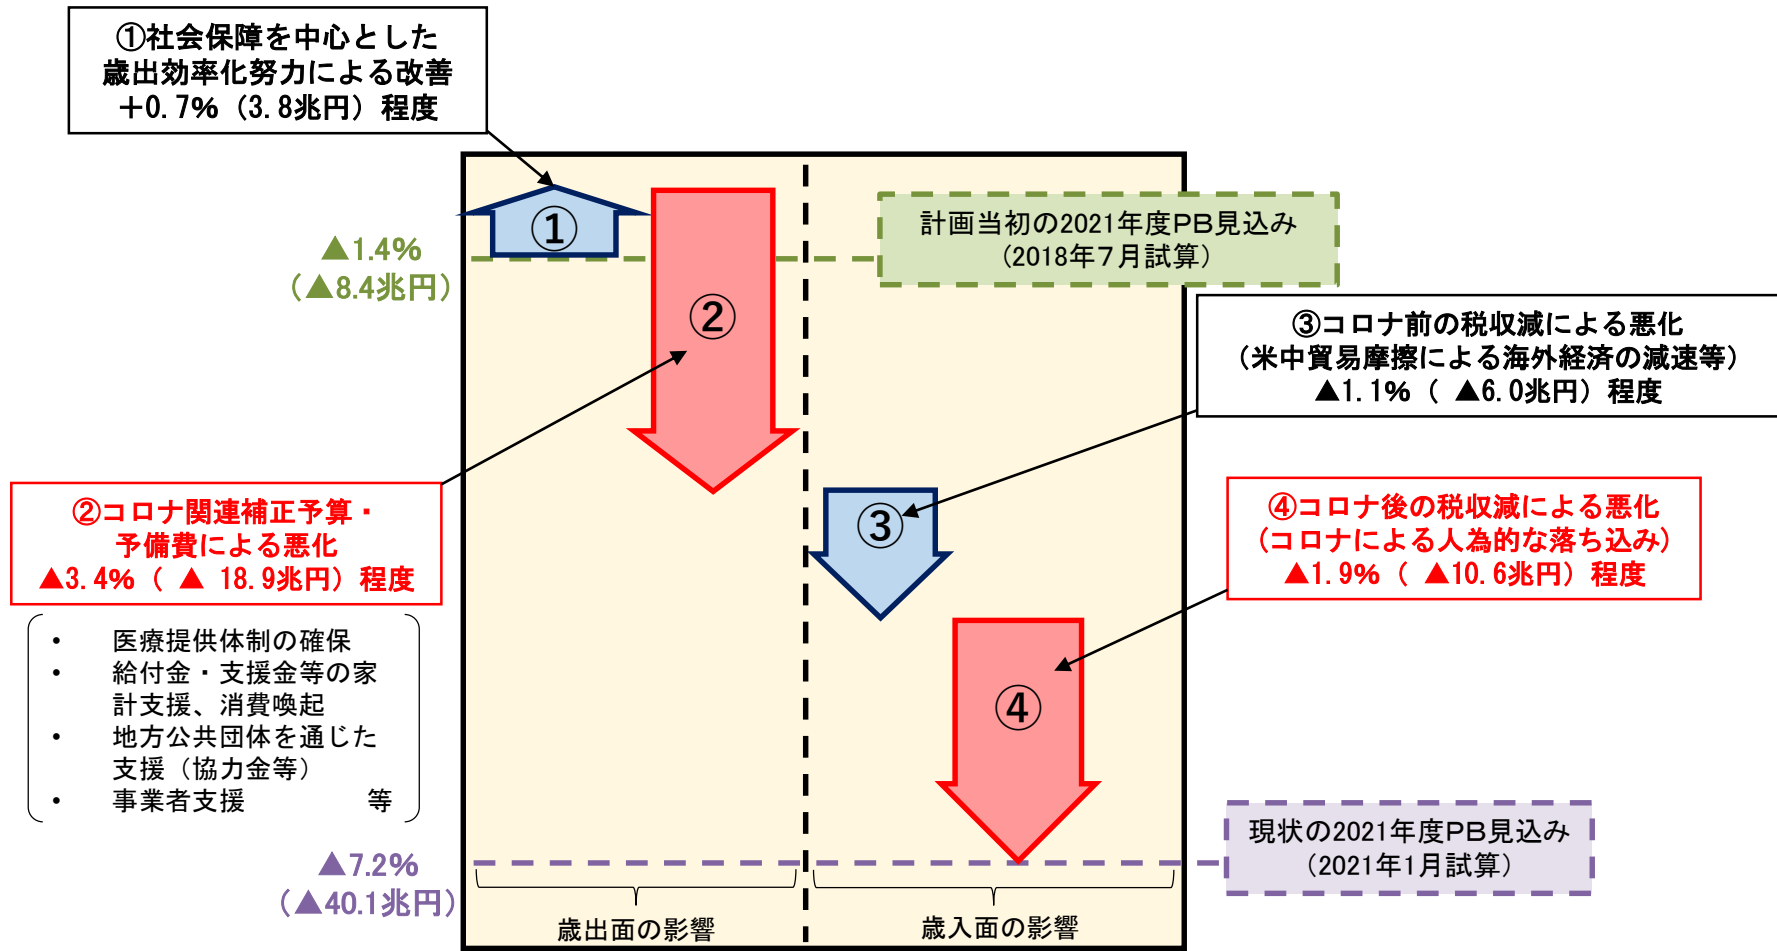 ①社会保障を中心とした
歳出効率化努力による改善
＋0.7%（3.8兆円）程度
①
▲1.4%
（▲8.4兆円）
計画当初の2021年度PB見込み
（2018年7月試算）
②
③コロナ前の税収減による悪化
（米中貿易摩擦による海外経済の減速等）
▲1.1%（ ▲6.0兆円）程度
②コロナ関連補正予算・
予備費による悪化
▲3.4%（ ▲ 18.9兆円）程度
③
④コロナ後の税収減による悪化
（コロナによる人為的な落ち込み）
▲1.9%（ ▲10.6兆円）程度
• 医療提供体制の確保
• 給付金・支援金等の家
計支援、消費喚起
• 地方公共団体を通じた
支援（協力金等）
• 事業者支援 等
④
現状の2021年度PB見込み
（2021年1月試算）
▲7.2%
（▲40.1兆円）
歳出面の影響
歳入面の影響